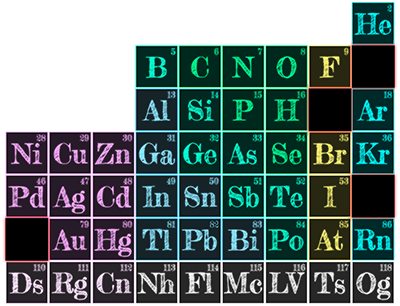 2
He
5 6 7 8 9
B C N O F
13 14 15 16 18
Al Si P H Ar
28 29 30 31 32 33 34 35 36
Ni Cu Zn Ga Ge As Se Br Kr
46 47 48 49 50 51 52 53
Pd Ag Cd In Sn Sb Te I
79 80 81 82 83 84 85 86
Au Hg Tl Pb Bi Po At Rn
110 111 112 113 114 115 116 117 118
Ds Rg Cn Nh Fl Mc LV Ts Og